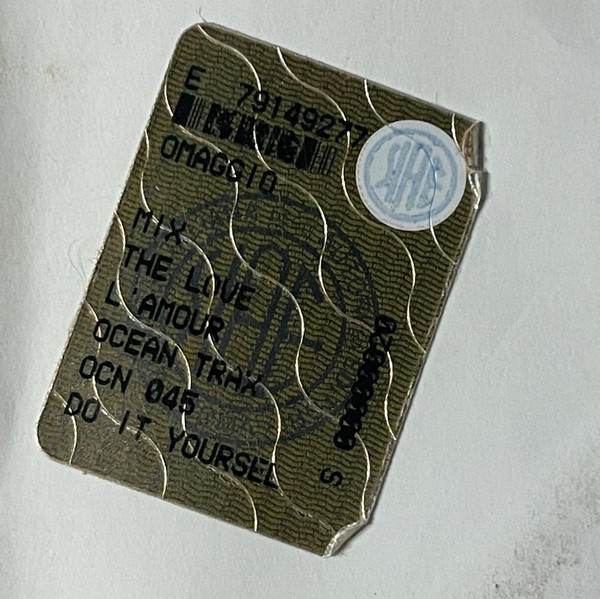 E 79149277
OMAGGIO
MIX
THE LOVE
L'AMOUR
OCEAN TRAX
OCN 045
DO IT YOURSEL
S